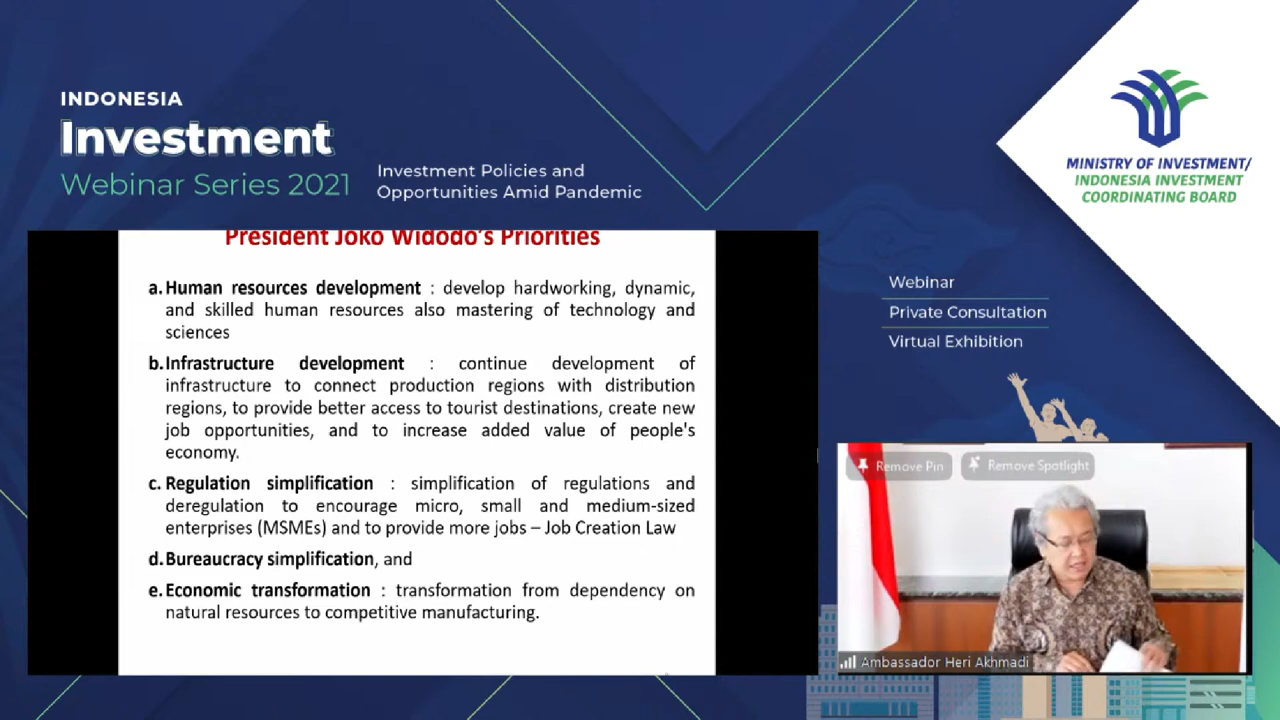 INDONESIA
Investment
Webinar Series 2021
Investment Policies and
Opportunities Amid Pandemic
MINISTRY OF INVESTMENT/
INDONESIA INVESTMENT
COORDINATING BOARD
President Joko Widodo's Priorities
a. Human resources development : develop hardworking, dynamic,
and skilled human resources also mastering of technology and
sciences
b. Infrastructure development : continue development of
infrastructure to connect production regions with distribution
regions, to provide better access to tourist destinations, create new
job opportunities, and to increase added value of people's
economy.
c. Regulation simplification : simplification of regulations and
deregulation to encourage micro, small and medium-sized
enterprises (MSMEs) and to provide more jobs – Job Creation Law
d. Bureaucracy simplification, and
e. Economic transformation : transformation from dependency on
natural resources to competitive manufacturing.
Webinar
Private Consultation
Virtual Exhibition
Remove Pin
Remove Spotlight
Ambassador Heri Akhmadi